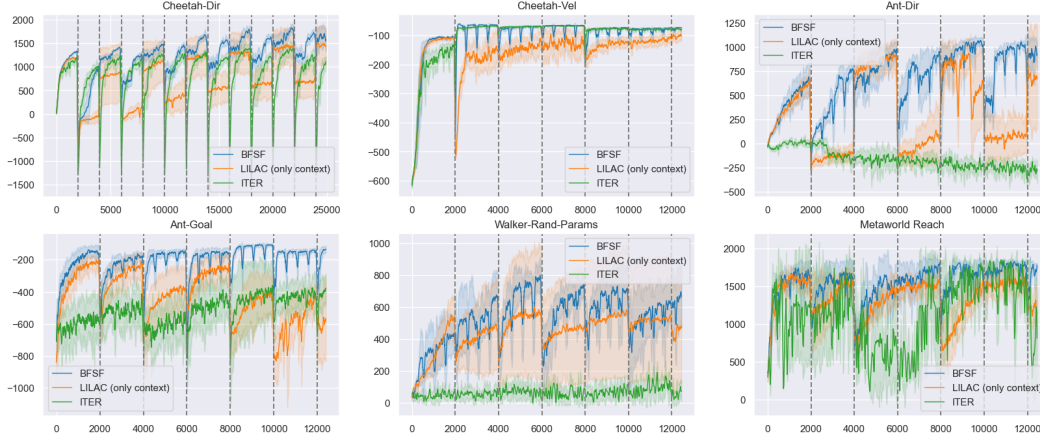 Cheetah-Dir
1500
1000
500
0
−500
−1000
−1500
0 5000 10000 15000 20000 25000
BFSF
LILAC (only context)
ITER
Cheetah-Vel
−100
−200
−300
−400
−500
−600
0 2000 4000 6000 8000 10000 12000
BFSF
LILAC (only context)
ITER
Ant-Dir
1250
1000
750
500
250
0
−250
−500
0 2000 4000 6000 8000 10000 12000
BFSF
LILAC (only context)
ITER
Ant-Goal
−200
−400
−600
−800
−1000
0 2000 4000 6000 8000 10000 12000
BFSF
LILAC (only context)
ITER
Walker-Rand-Params
1000
800
600
400
200
0
0 2000 4000 6000 8000 10000 12000
BFSF
LILAC (only context)
ITER
Metaworld Reach
2000
1500
1000
500
0
0 2000 4000 6000 8000 10000 12000
BFSF
LILAC (only context)
ITER